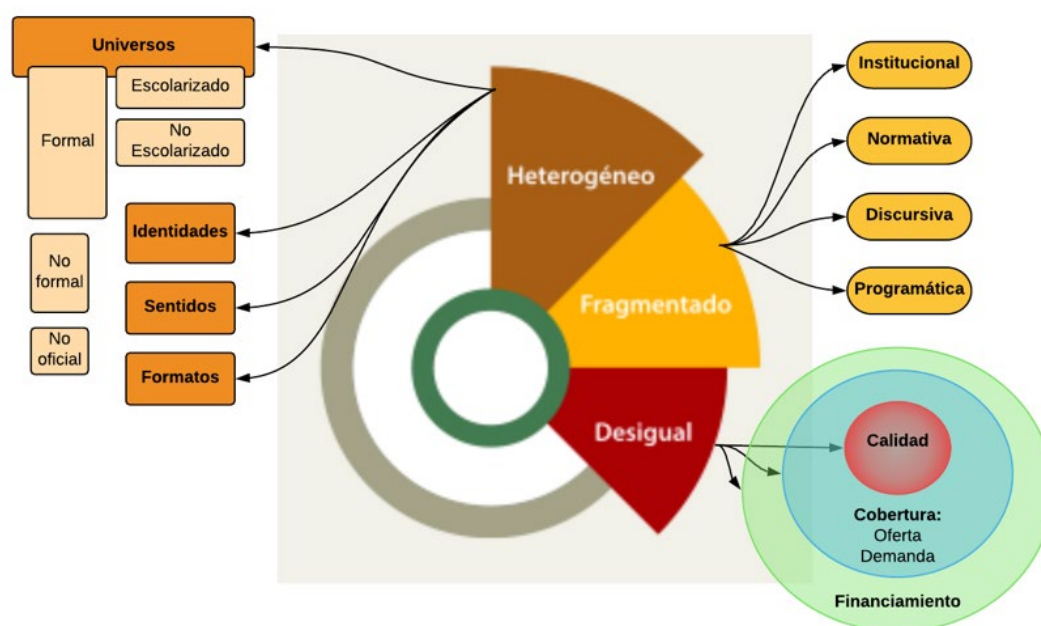 Universos
Formal
Escolarizado
No
Escolarizado
No
formal
No
oficial
Identidades
Sentidos
Formatos
Heterogéneo
Fragmentado
Desigual
Institucional
Normativa
Discursiva
Programática
Calidad
Cobertura:
Oferta
Demanda
Financiamiento